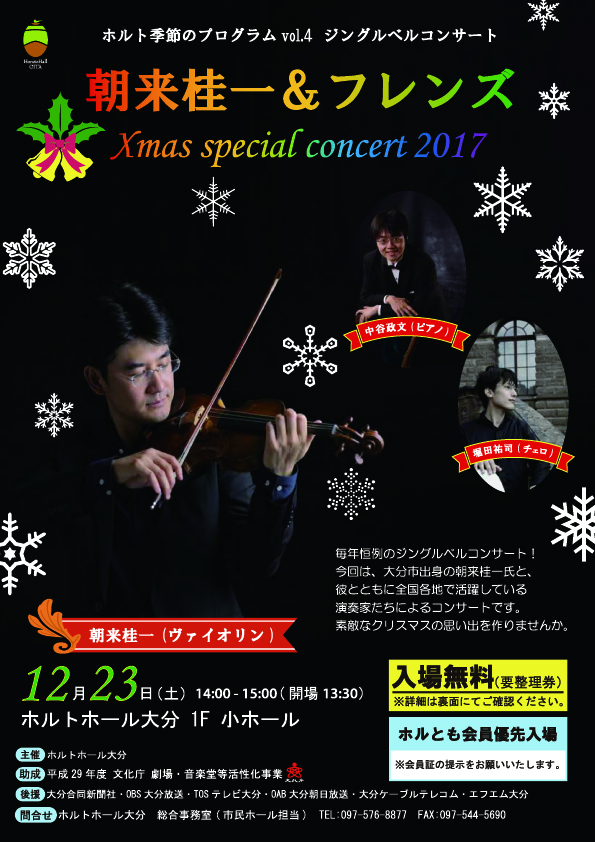 HorutoHall
OITA
ホルト季節のプログラム vol.4 ジングルベルコンサート
朝来桂一＆フレンズ
Xmas special concert 2017
中谷政文(ピアノ)
堀田祐司(チェロ)
毎年恒例のジングルベルコンサート！
今回は、大分市出身の朝来桂一氏と、
彼とともに全国各地で活躍している
演奏家たちによるコンサートです。
素敵なクリスマスの思い出を作りませんか。
朝来桂一(ヴァイオリン)
12月23日(土) 14:00-15:00(開場 13:30)
ホルトホール大分 1F 小ホール
入場無料(要整理券)
※詳細は裏面にてご確認ください。
ホルとも会員優先入場
※会員証の提示をお願いいたします。
主催 ホルトホール大分
助成 平成29年度 文化庁 劇場・音楽堂等活性化事業
後援 大分合同新聞社・OBS大分放送・TOSテレビ大分・OAB大分朝日放送・大分ケーブルテレコム・エフエム大分
問合せ ホルトホール大分 総合事務室(市民ホール担当) TEL:097-576-8877 FAX:097-544-5690